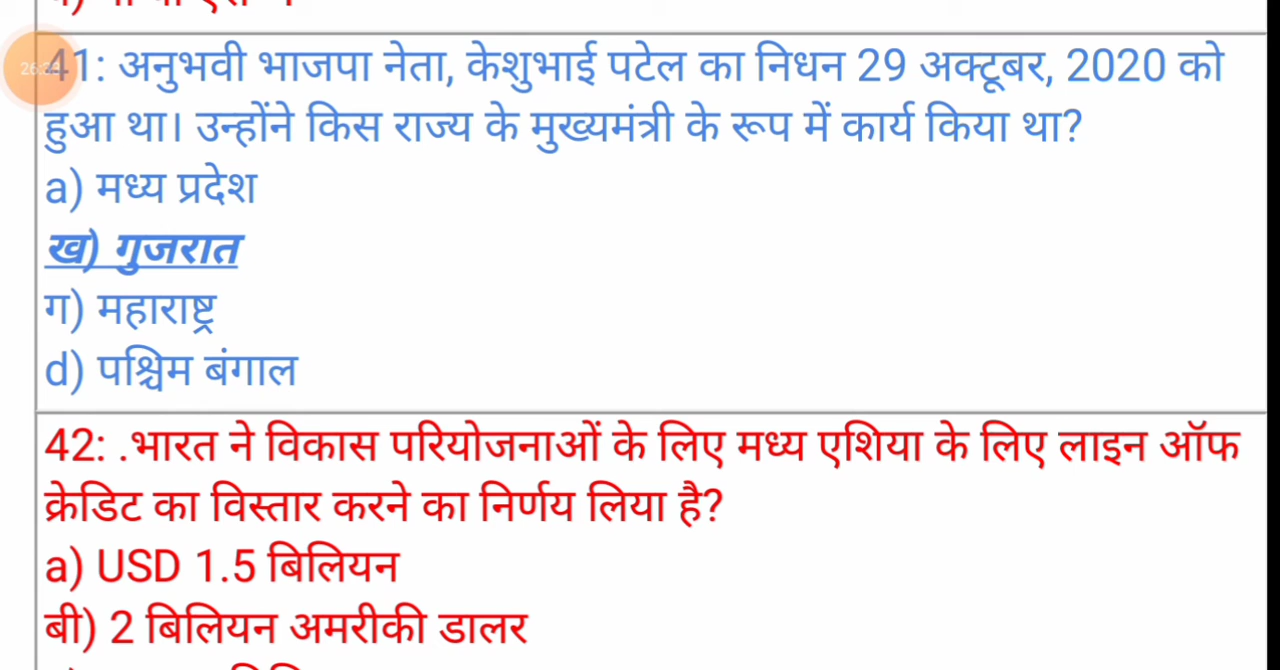 41: अनुभवी भाजपा नेता, केशुभाई पटेल का निधन 29 अक्टूबर, 2020 को
हुआ था। उन्होंने किस राज्य के मुख्यमंत्री के रूप में कार्य किया था?
a) मध्य प्रदेश
ख) गुजरात
ग) महाराष्ट्र
d) पश्चिम बंगाल
42: .भारत ने विकास परियोजनाओं के लिए मध्य एशिया के लिए लाइन ऑफ
क्रेडिट का विस्तार करने का निर्णय लिया है?
a) USD 1.5 बिलियन
बी) 2 बिलियन अमरीकी डालर